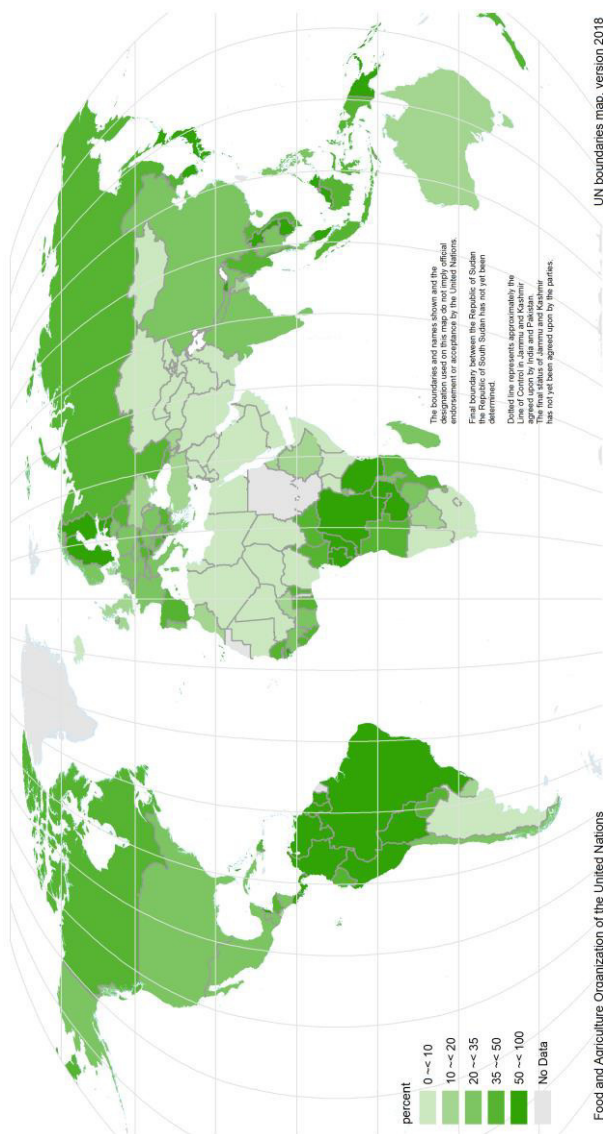 The boundaries and names shown and the
designation used on this map do not imply official
endorsement or acceptance by the United Nations.
Final boundary between the Republic of Sudan
the Republic of South Sudan has not yet been
determined.
Dotted line represents approximately the
Line of Control in Jammu and Kashmir
agreed upon by India and Pakistan.
The final status of Jammu and Kashmir
has not yet been agreed upon by the parties.
percent
0 ~< 10
10 ~< 20
20 ~< 35
35 ~< 50
50 ~< 100
No Data
Food and Agriculture Organization of the United Nations
UN boundaries map, version 2018